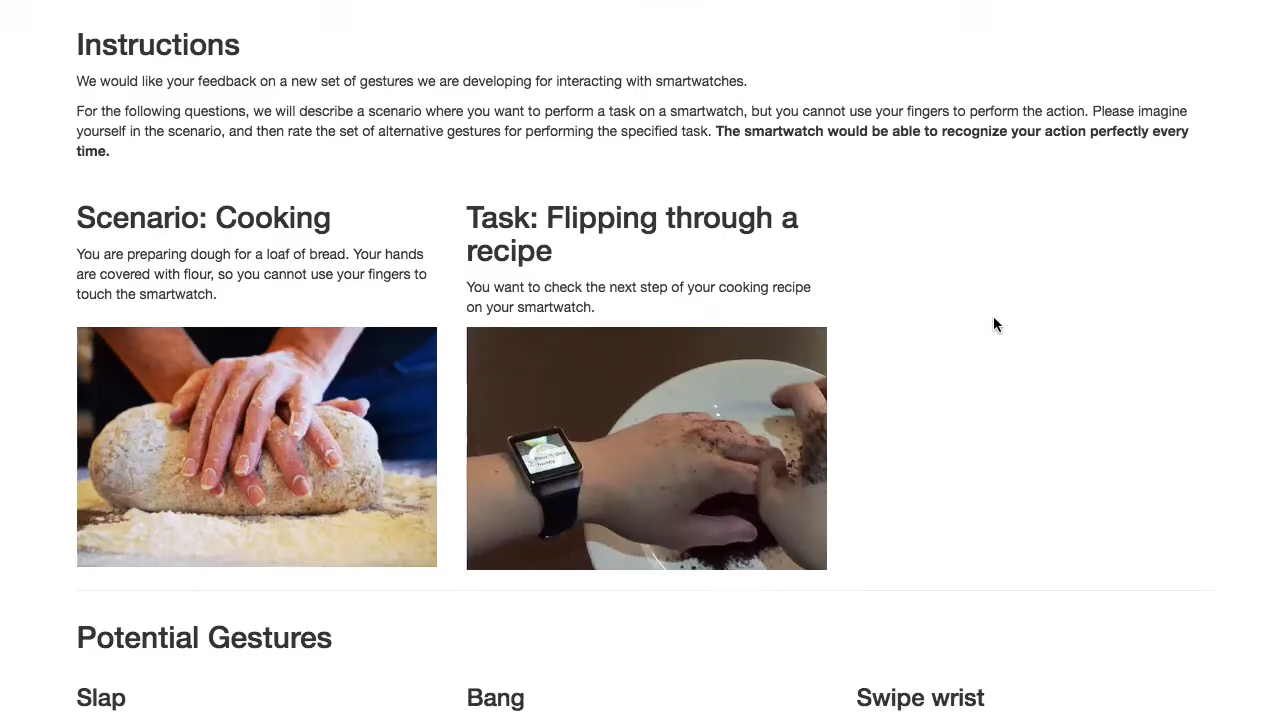 Instructions
We would like your feedback on a new set of gestures we are developing for interacting with smartwatches.
For the following questions, we will describe a scenario where you want to perform a task on a smartwatch, but you cannot use your fingers to perform the action. Please imagine
yourself in the scenario, and then rate the set of alternative gestures for performing the specified task. The smartwatch would be able to recognize your action perfectly every
time.
Scenario: Cooking
You are preparing dough for a loaf of bread. Your hands
are covered with flour, so you cannot use your fingers to
touch the smartwatch.
Task: Flipping through a
recipe
You want to check the next step of your cooking recipe
on your smartwatch.
Potential Gestures
Slap
Bang
Swipe wrist